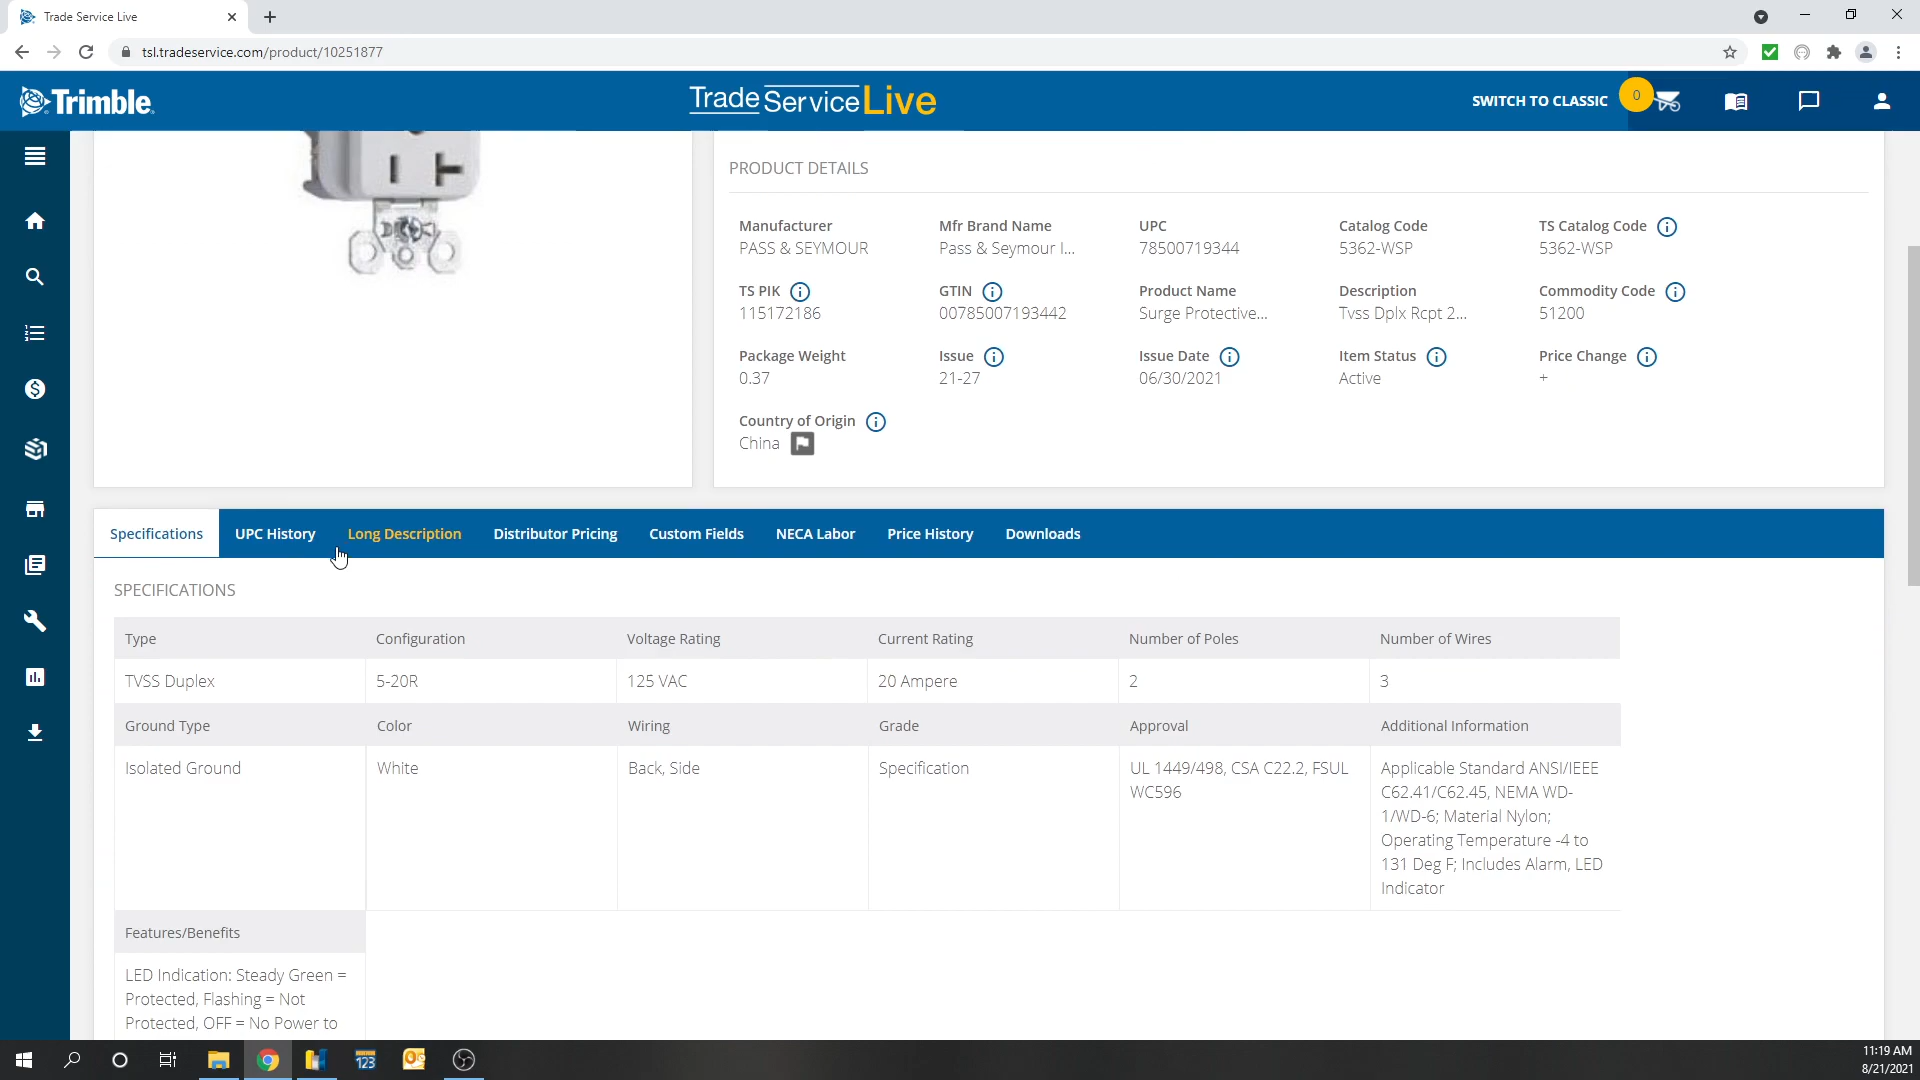 Trade Service Live
tsl.tradeservice.com/product/10251877
Trimble
TradeServiceLive
SWITCH TO CLASSIC
0
PRODUCT DETAILS
Manufacturer Mfr Brand Name UPC Catalog Code TS Catalog Code
PASS & SEYMOUR Pass & Seymour l... 78500719344 5362-WSP 5362-WSP
TS PIK GTIN Product Name Description Commodity Code
115172186 00785007193442 Surge Protective... Tvss Dplx Rcpt 2... 51200
Package Weight Issue Issue Date Item Status Price Change
0.37 21-27 06/30/2021 Active +
Country of Origin
China
Specifications UPC History Long Description Distributor Pricing Custom Fields NECA Labor Price History Downloads
SPECIFICATIONS
Type Configuration Voltage Rating Current Rating Number of Poles Number of Wires
TVSS Duplex 5-20R 125 VAC 20 Ampere 2 3
Ground Type Color Wiring Grade Approval Additional Information
Isolated Ground White Back, Side Specification UL 1449/498, CSA C22.2, FSUL Applicable Standard ANSI/IEEE
WC596 C62.41/C62.45, NEMA WD-
1/WD-6; Material Nylon;
Operating Temperature -4 to
131 Deg F; Includes Alarm, LED
Indicator
Features/Benefits
LED Indication: Steady Green =
Protected, Flashing = Not
Protected, OFF = No Power to
123
11:19 AM
8/21/2021